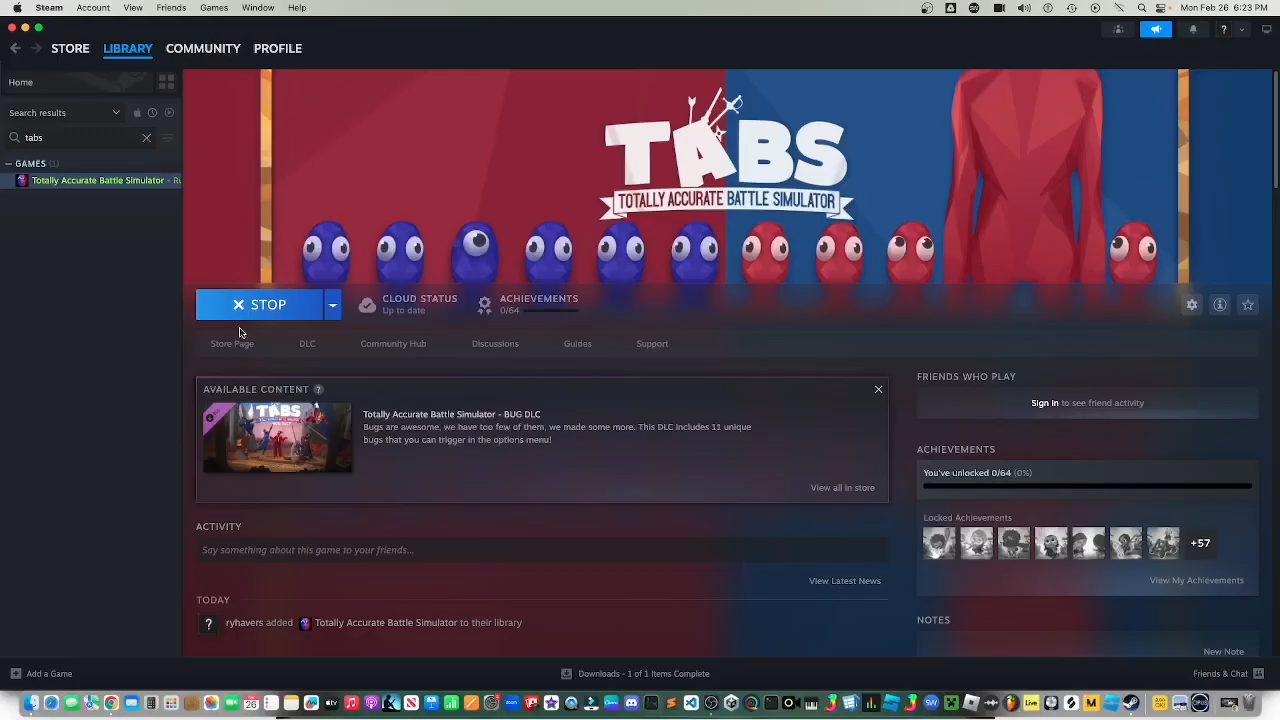 Steam Account View Friends Games Window Help
Mon Feb 26 6:23 PM
STORE LIBRARY COMMUNITY PROFILE
Home
Search results
tabs
GAMES (1)
Totally Accurate Battle Simulator - Ru
TABS
TOTALLY ACCURATE BATTLE SIMULATOR
STOP
CLOUD STATUS
Up to date
ACHIEVEMENTS
0/64
Store Page DLC Community Hub Discussions Guides Support
AVAILABLE CONTENT ?
Totally Accurate Battle Simulator - BUG DLC
Bugs are awesome, we have too few of them, we made some more. This DLC includes 11 unique
bugs that you can trigger in the options menu!
View all in store
ACTIVITY
Say something about this game to your friends...
View Latest News
TODAY
ryhavers added Totally Accurate Battle Simulator to their library
FRIENDS WHO PLAY
Sign in to see friend activity
ACHIEVEMENTS
You've unlocked 0/64 (0%)
Locked Achievements
+57
View My Achievements
NOTES
New Note
Add a Game
Downloads - 1 of 1 Items Complete
Friends & Chat